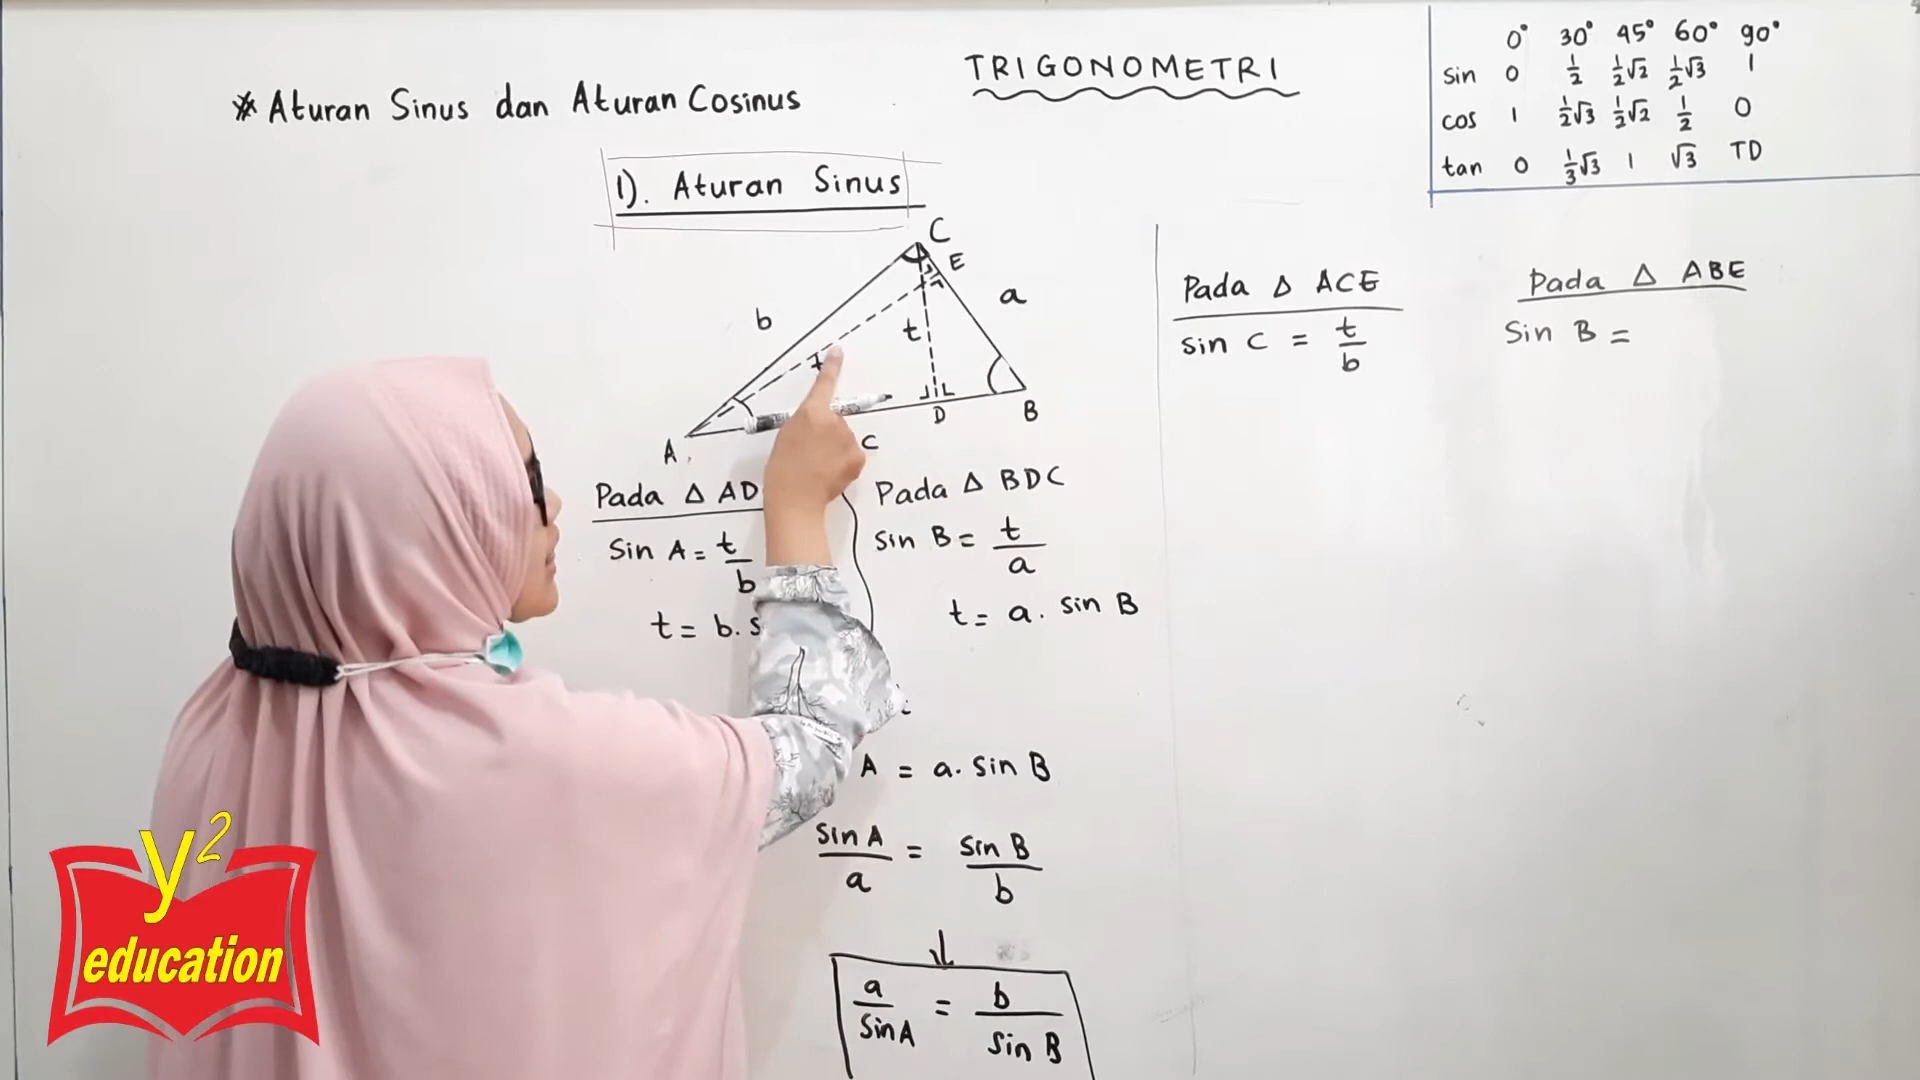 TRIGONOMETRI
* Aturan Sinus dan Aturan Cosinus
0° 30° 45° 60° 90°
sin 0 1/2 1/2√2 1/2√3 1
cos 1 1/2√3 1/2√2 1/2 0
tan 0 1/3√3 1 √3 TD
1). Aturan Sinus
C
E
b
a
t
t
A
D
B
c
Pada Δ AD
sin A = t/b
t = b.
Pada Δ BDC
sin B = t/a
t = a. sin B
A = a. sin B
sin A/a = sin B/b
a/sin A = b/sin B
Pada Δ ACE
sin C = t/b
Pada Δ ABE
sin B =
y²
education